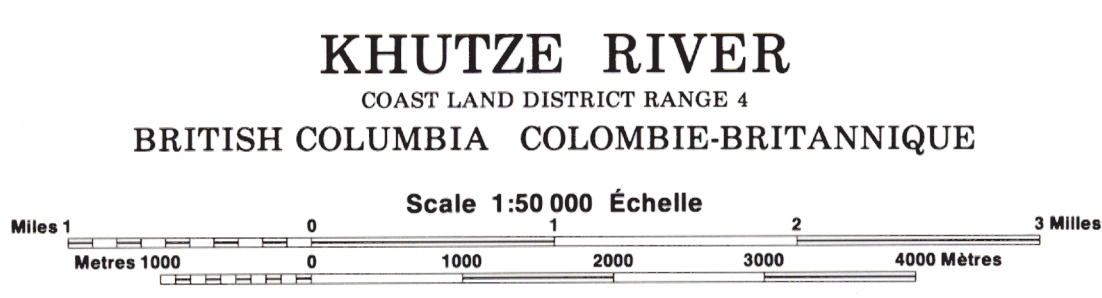 KHUTZE RIVER
COAST LAND DISTRICT RANGE 4
BRITISH COLUMBIA COLOMBIE-BRITANNIQUE
Scale 1:50 000 Échelle
Miles 1 0 1 2 3 Milles
Metres 1000 0 1000 2000 3000 4000 Mètres